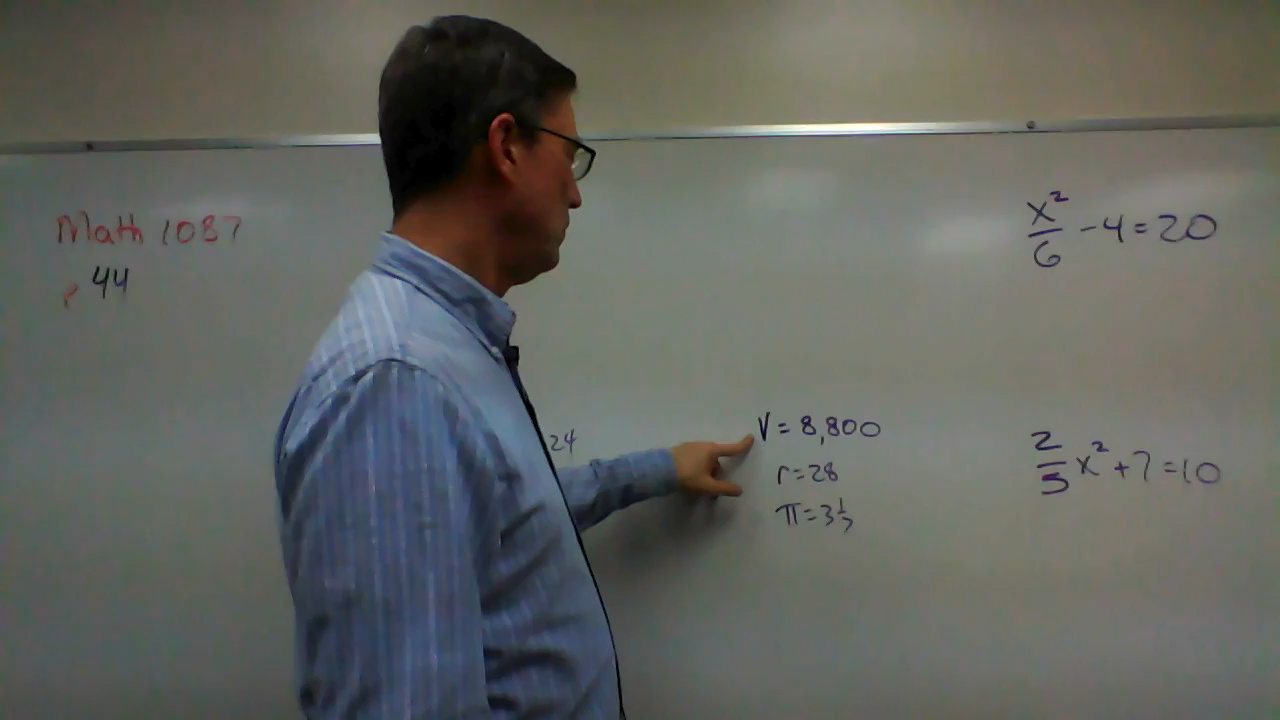 Math 1087
p 44
24
V = 8,800
r=28
π=3 1/7
x²/6 - 4 = 20
2/5 x² + 7 = 10